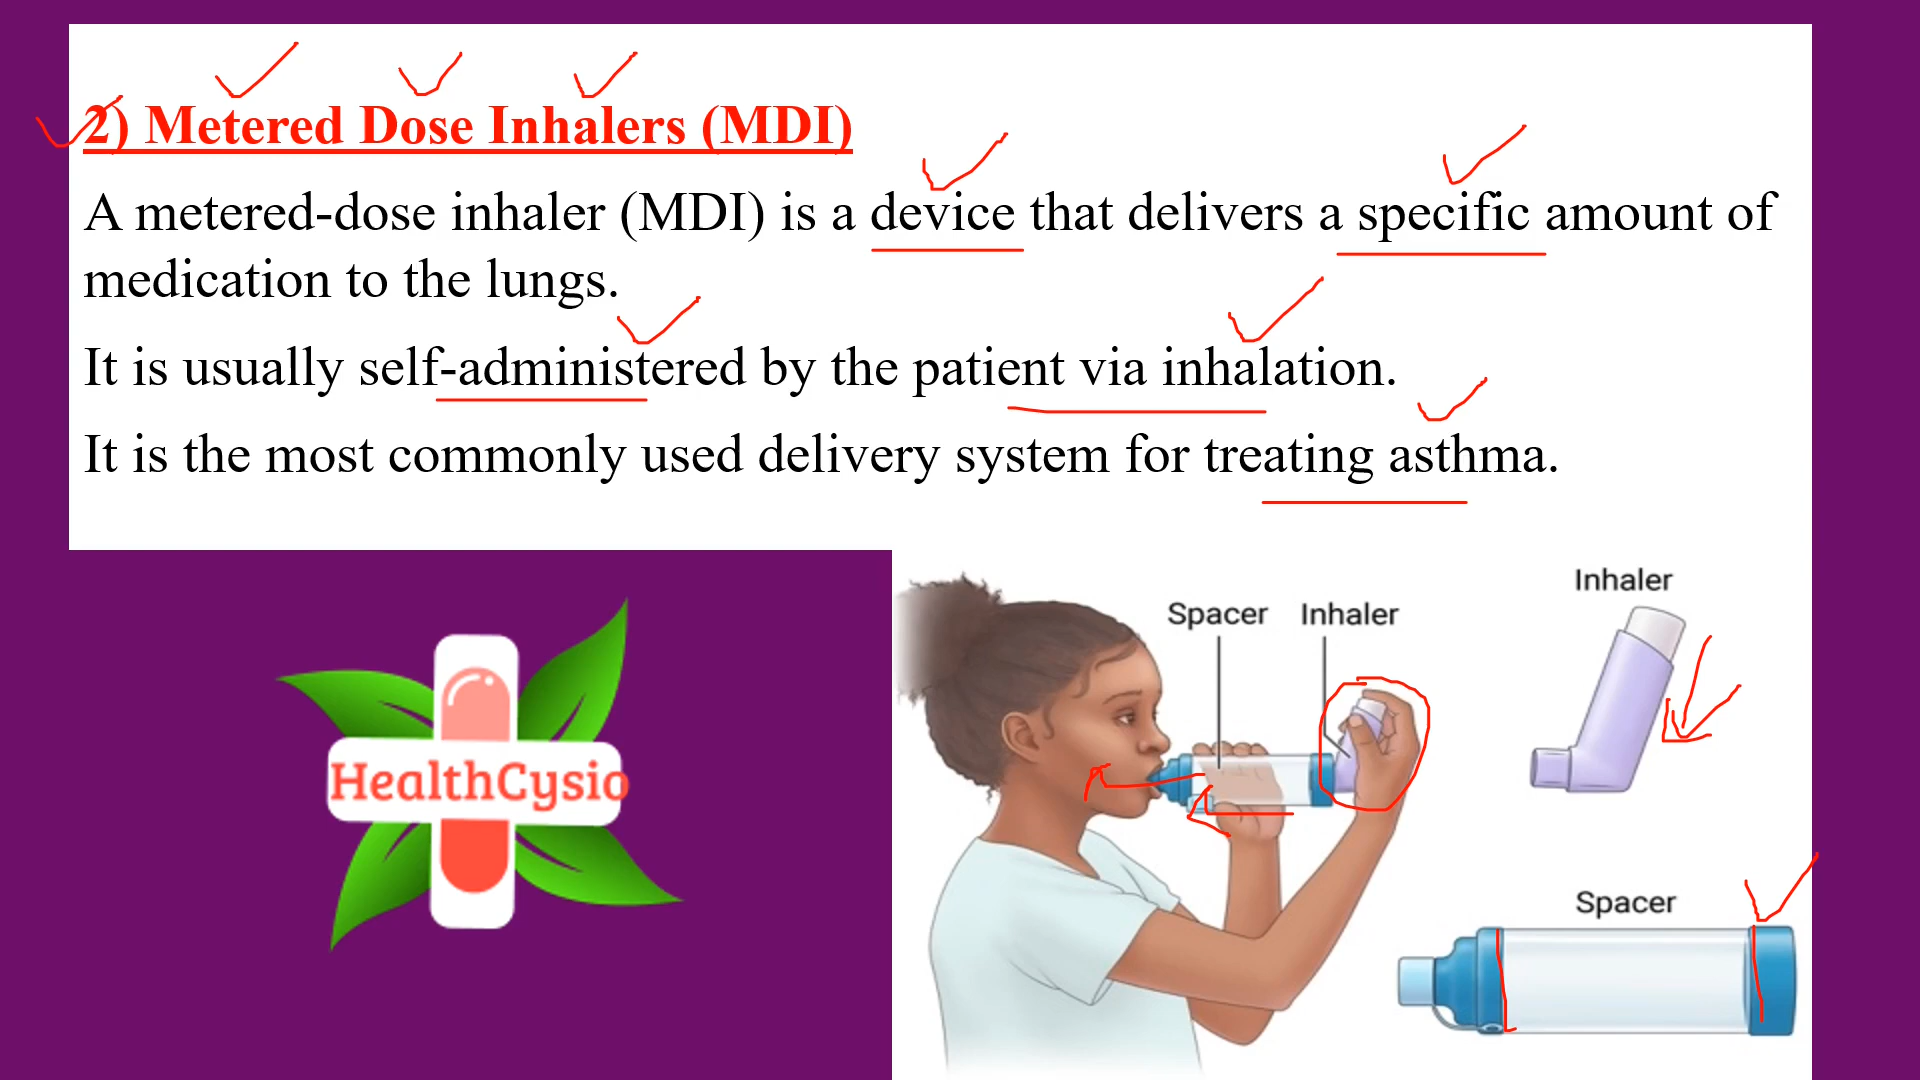 2) Metered Dose Inhalers (MDI)
A metered-dose inhaler (MDI) is a device that delivers a specific amount of
medication to the lungs.
It is usually self-administered by the patient via inhalation.
It is the most commonly used delivery system for treating asthma.
HealthCysio
Spacer Inhaler
Inhaler
Spacer